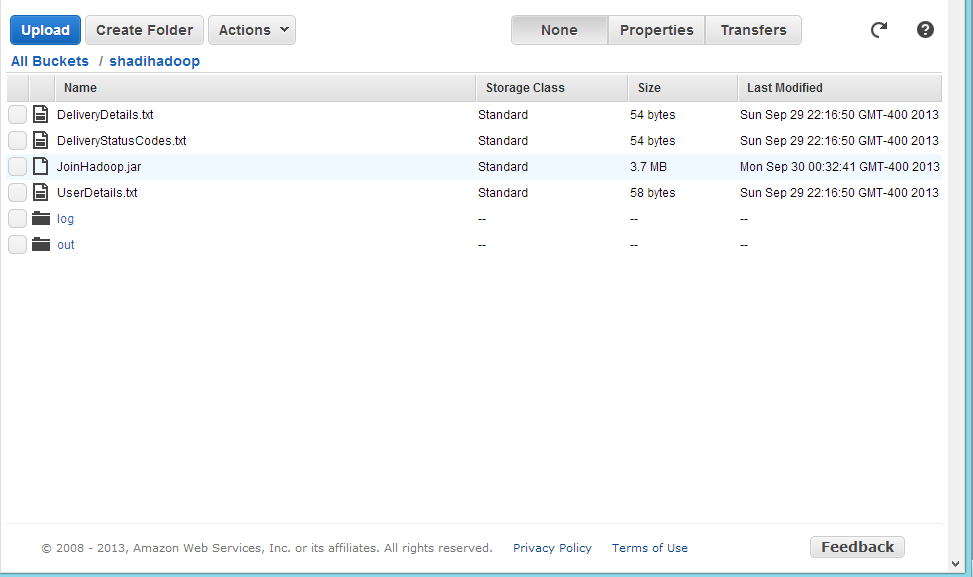 Upload Create Folder Actions None Properties Transfers
All Buckets / shadihadoop
Name Storage Class Size Last Modified
DeliveryDetails.txt Standard 54 bytes Sun Sep 29 22:16:50 GMT-400 2013
DeliveryStatusCodes.txt Standard 54 bytes Sun Sep 29 22:16:50 GMT-400 2013
JoinHadoop.jar Standard 3.7 MB Mon Sep 30 00:32:41 GMT-400 2013
UserDetails.txt Standard 58 bytes Sun Sep 29 22:16:50 GMT-400 2013
log -- -- --
out -- -- --
© 2008 - 2013, Amazon Web Services, Inc. or its affiliates. All rights reserved. Privacy Policy Terms of Use Feedback